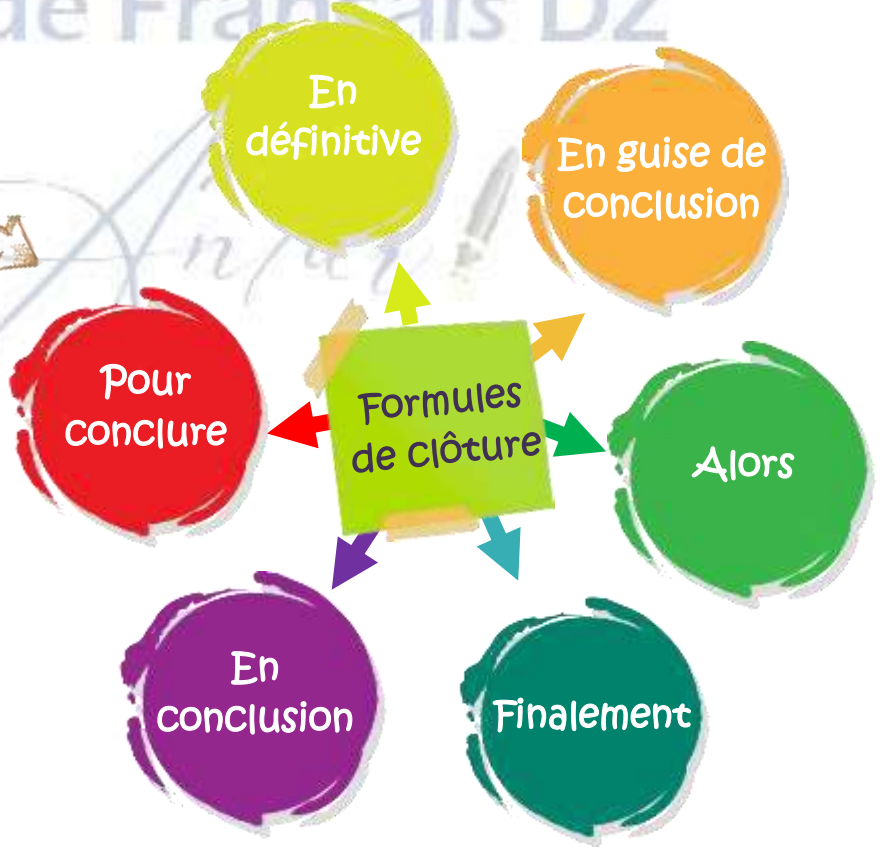 de Français DZ
En
définitive
En guise de
conclusion
Pour
conclure
Formules
de clôture
Alors
En
conclusion
Finalement